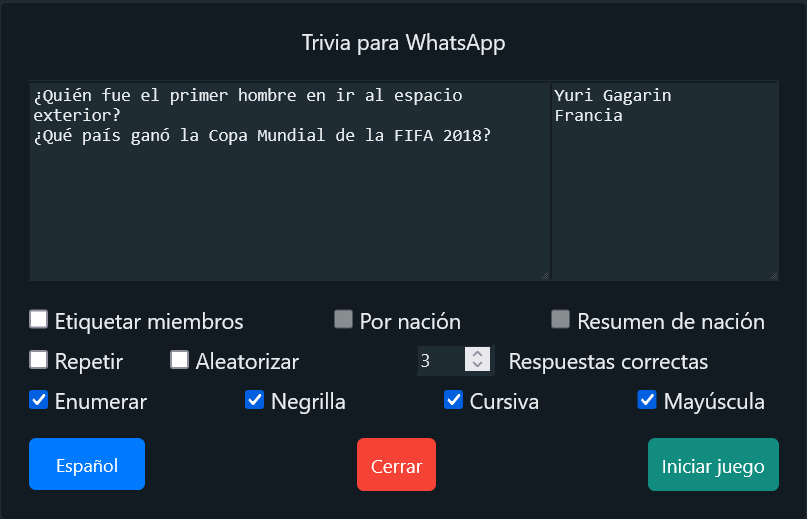 Trivia para WhatsApp
¿Quién fue el primer hombre en ir al espacio
exterior?
¿Qué país ganó la Copa Mundial de la FIFA 2018?
Yuri Gagarin
Francia
Etiquetar miembros
Por nación
Resumen de nación
Repetir
Aleatorizar
3
Respuestas correctas
Enumerar
Negrilla
Cursiva
Mayúscula
Español
Cerrar
Iniciar juego